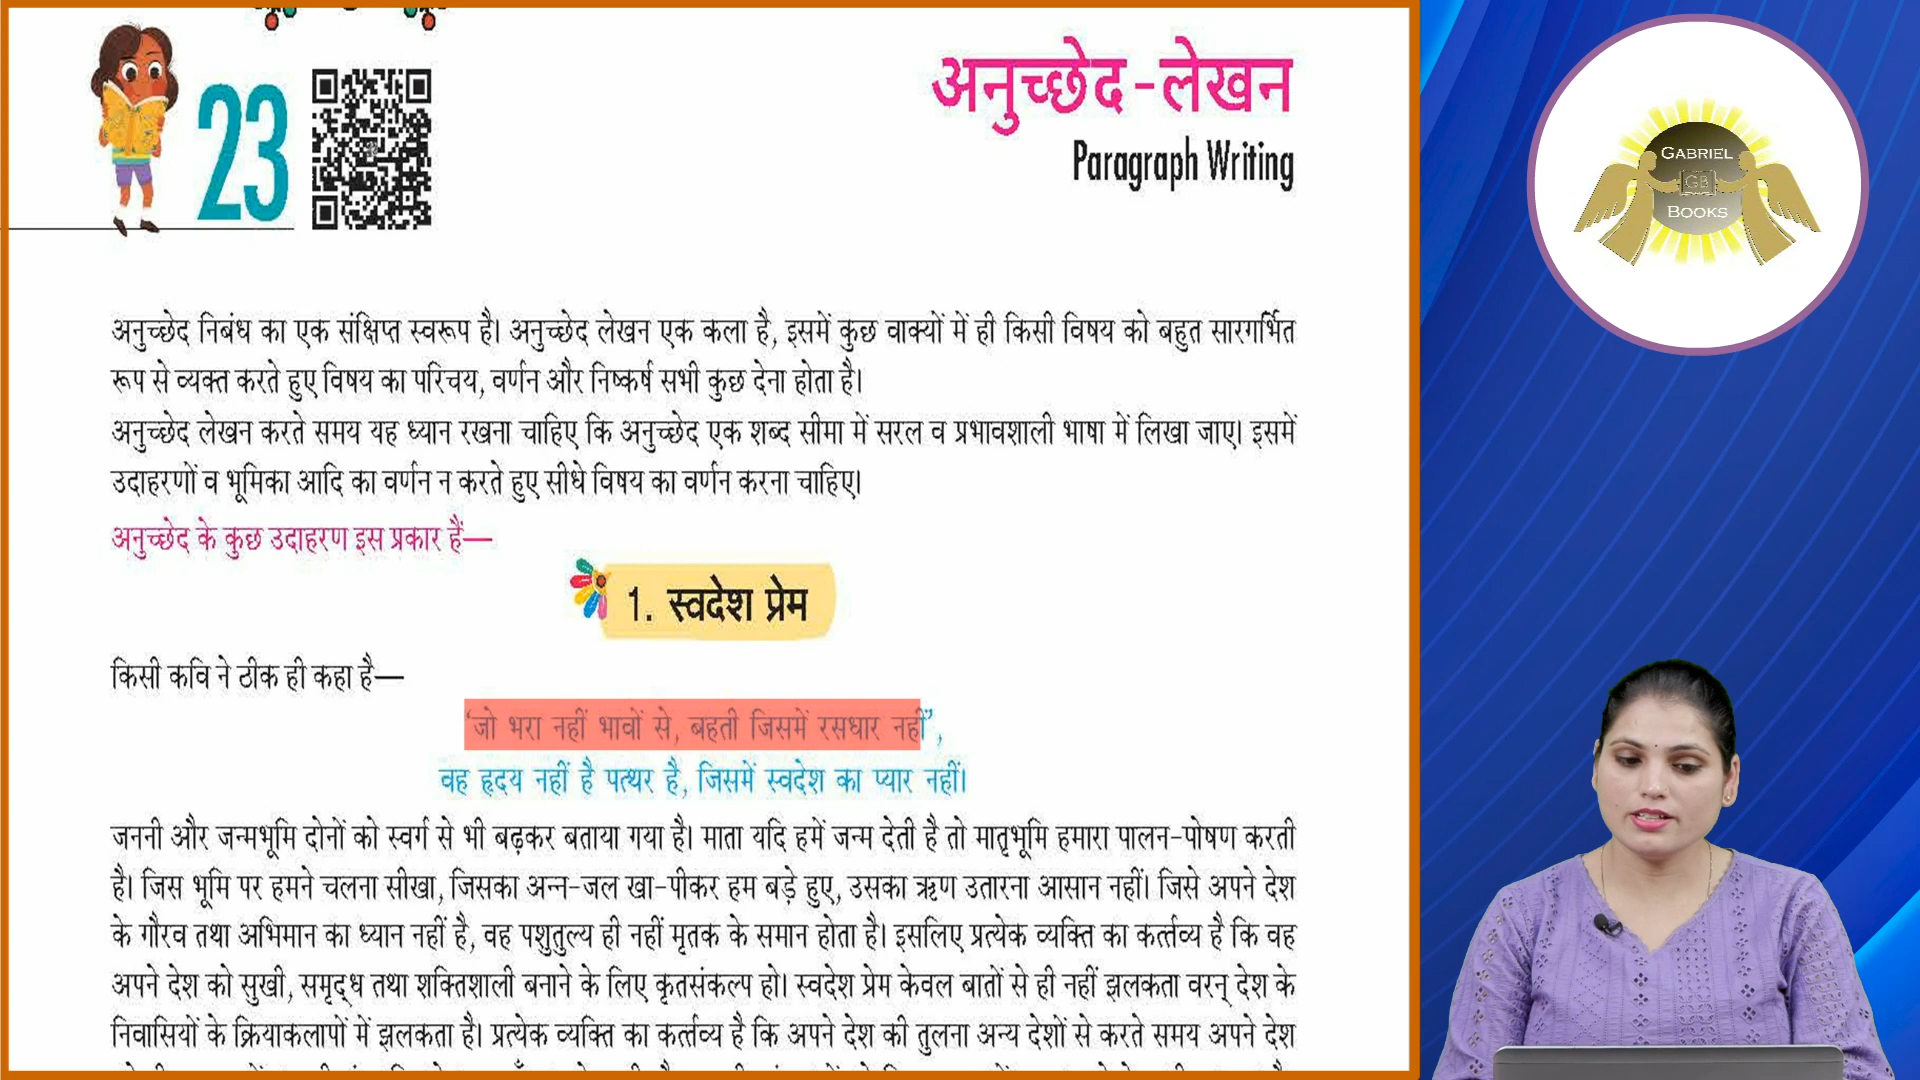 23
अनुच्छेद-लेखन
Paragraph Writing
अनुच्छेद निबंध का एक संक्षिप्त स्वरूप है। अनुच्छेद लेखन एक कला है, इसमें कुछ वाक्यों में ही किसी विषय को बहुत सारगर्भित
रूप से व्यक्त करते हुए विषय का परिचय, वर्णन और निष्कर्ष सभी कुछ देना होता है।
अनुच्छेद लेखन करते समय यह ध्यान रखना चाहिए कि अनुच्छेद एक शब्द सीमा में सरल व प्रभावशाली भाषा में लिखा जाए। इसमें
उदाहरणों व भूमिका आदि का वर्णन न करते हुए सीधे विषय का वर्णन करना चाहिए।
अनुच्छेद के कुछ उदाहरण इस प्रकार हैं—
1. स्वदेश प्रेम
किसी कवि ने ठीक ही कहा है—
‘जो भरा नहीं भावों से, बहती जिसमें रसधार नहीं’,
वह हृदय नहीं है पत्थर है, जिसमें स्वदेश का प्यार नहीं।
जननी और जन्मभूमि दोनों को स्वर्ग से भी बढ़कर बताया गया है। माता यदि हमें जन्म देती है तो मातृभूमि हमारा पालन-पोषण करती
है। जिस भूमि पर हमने चलना सीखा, जिसका अन्न-जल खा-पीकर हम बड़े हुए, उसका ऋण उतारना आसान नहीं। जिसे अपने देश
के गौरव तथा अभिमान का ध्यान नहीं है, वह पशुतुल्य ही नहीं मृतक के समान होता है। इसलिए प्रत्येक व्यक्ति का कर्त्तव्य है कि वह
अपने देश को सुखी, समृद्ध तथा शक्तिशाली बनाने के लिए कृतसंकल्प हो। स्वदेश प्रेम केवल बातों से ही नहीं झलकता वरन् देश के
निवासियों के क्रियाकलापों में झलकता है। प्रत्येक व्यक्ति का कर्त्तव्य है कि अपने देश की तुलना अन्य देशों से करते समय अपने देश
GABRIEL
GB
BOOKS